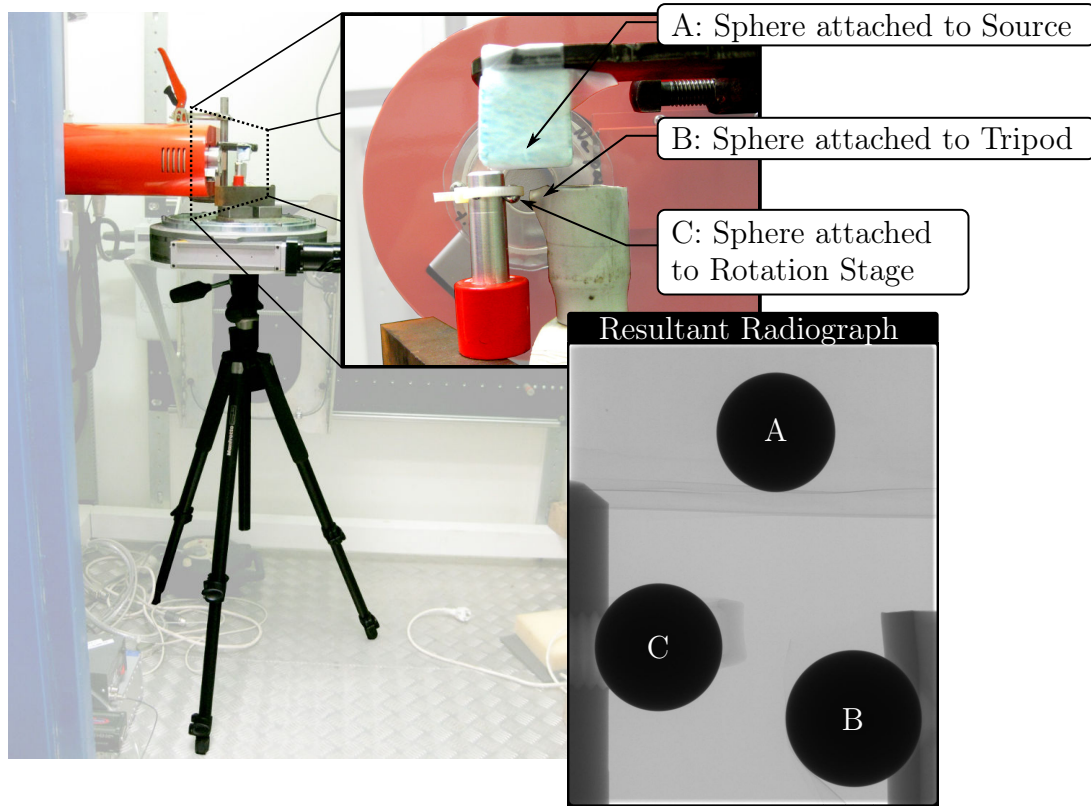 A: Sphere attached to Source
B: Sphere attached to Tripod
C: Sphere attached
to Rotation Stage
Resultant Radiograph
A
C
B